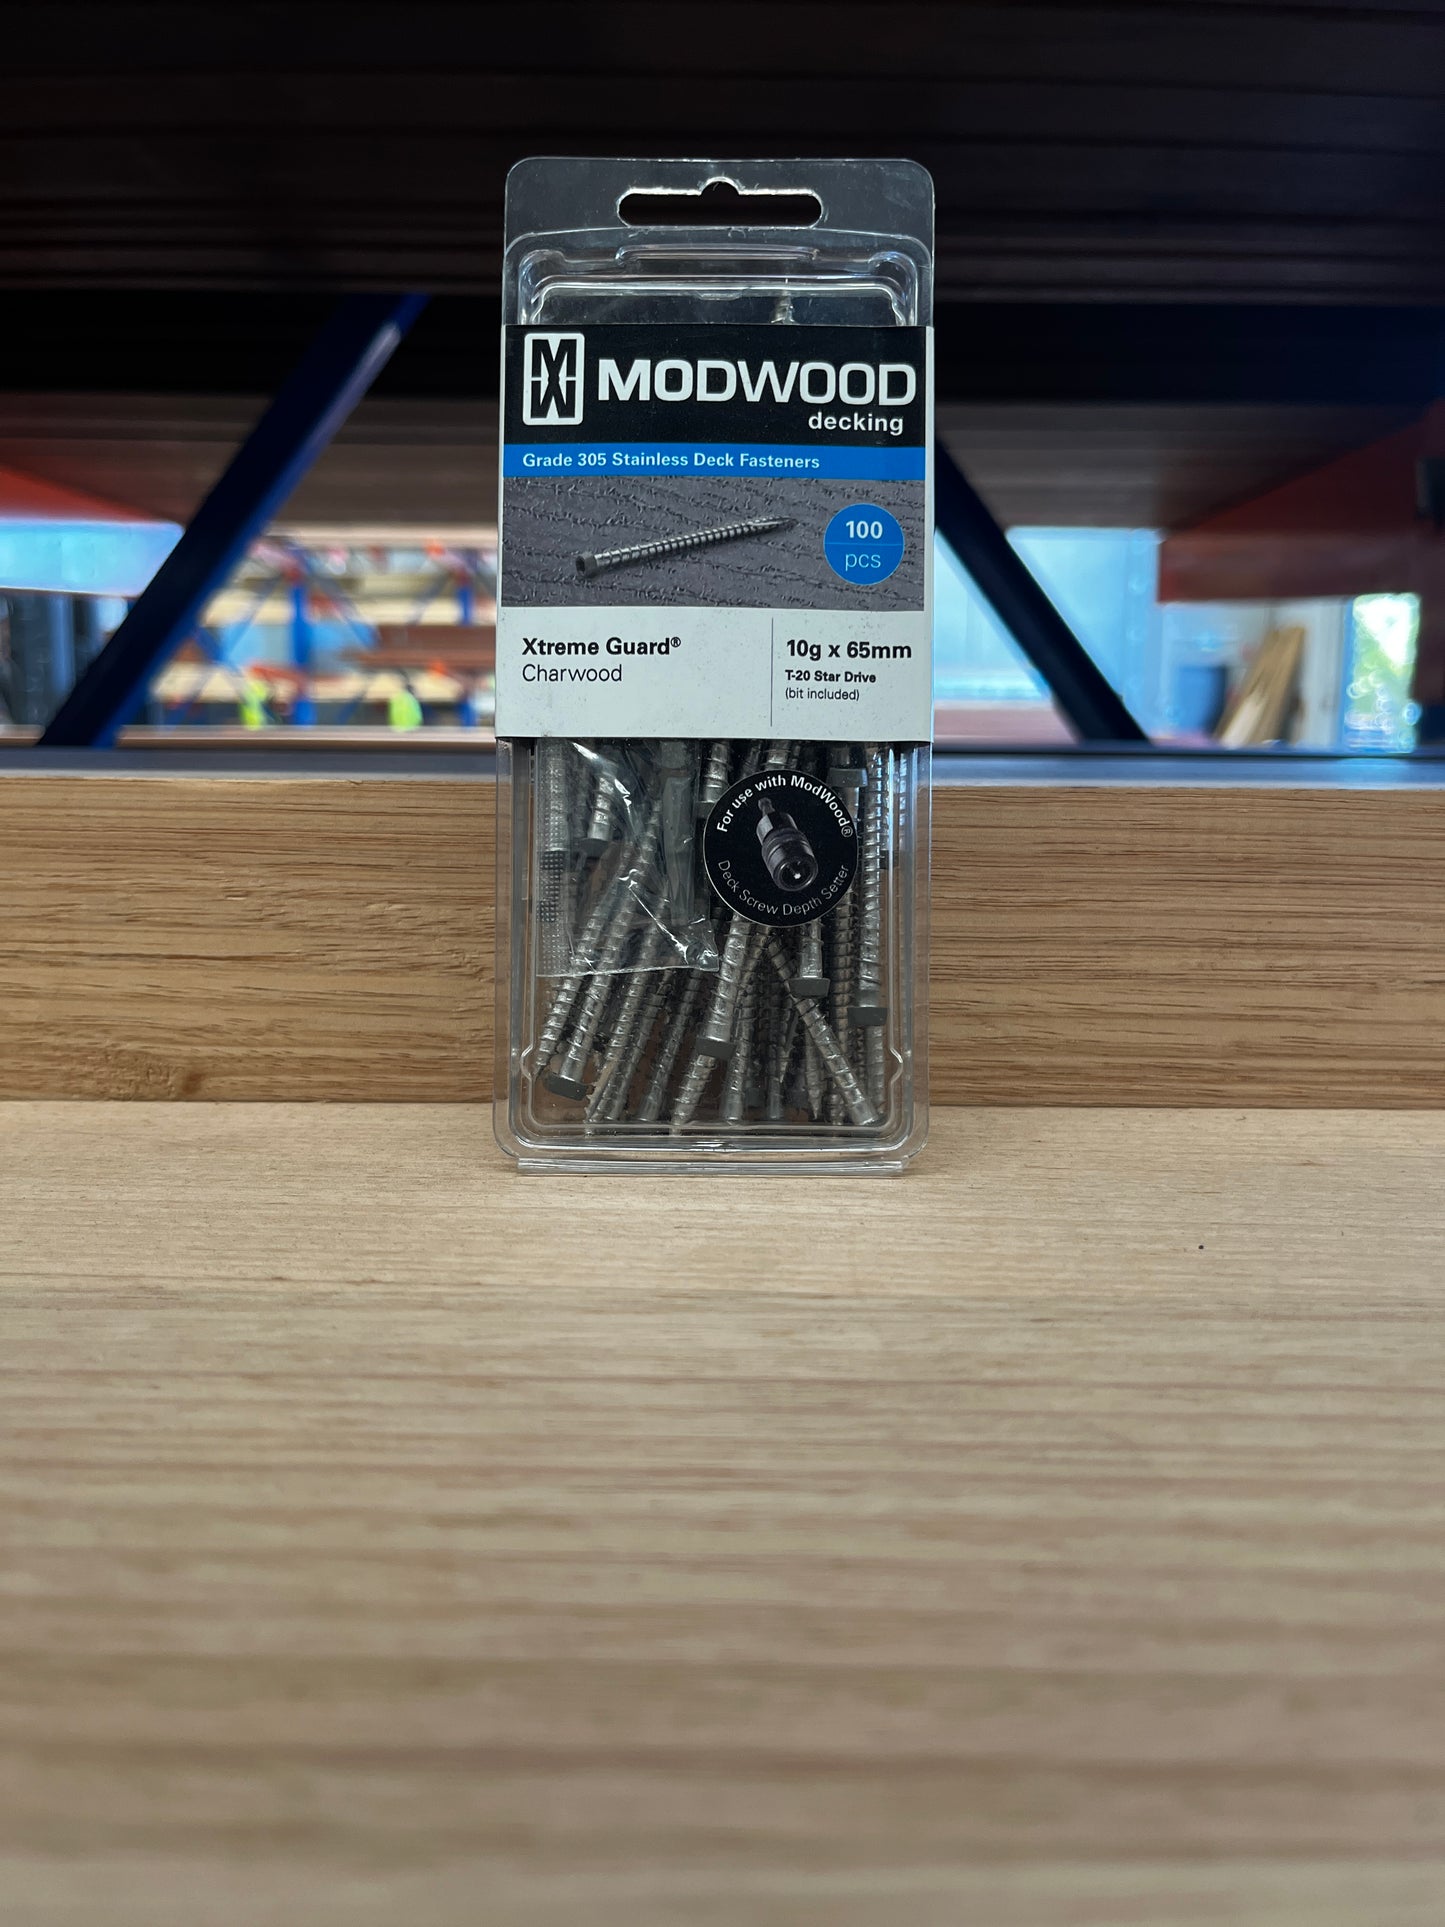 MW
MODWOOD
decking
Grade 305 Stainless Deck Fasteners
100
pcs
Xtreme Guard®
Charwood
10g x 65mm
T-20 Star Drive
(bit included)
For use with ModWood®
Deck Screw Depth Setter